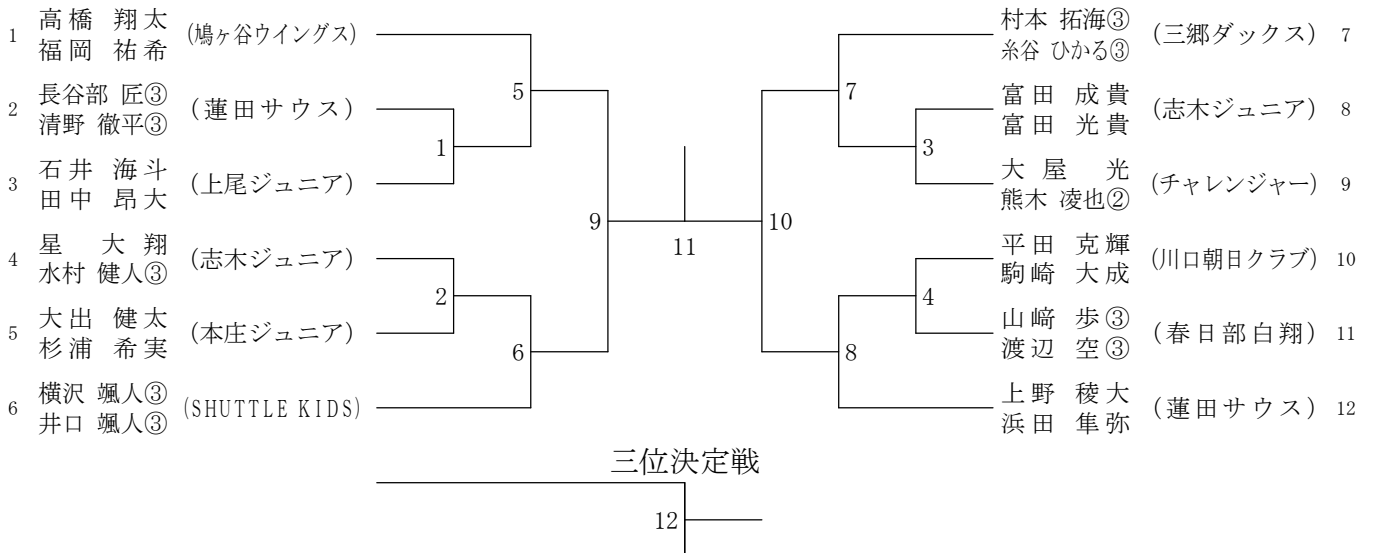 1 高橋 翔太 福岡 祐希 (鳩ヶ谷ウイングス)
2 長谷部 匠③ 清野 徹平③ (蓮田サウス)
3 石井 海斗 田中 昂大 (上尾ジュニア)
4 星 大翔 水村 健人③ (志木ジュニア)
5 大出 健太 杉浦 希実 (本庄ジュニア)
6 横沢 颯人③ 井口 颯人③ (SHUTTLE KIDS)
5
1
9
2
6
11
7
3
10
4
8
村本 拓海③ 糸谷 ひかる③ (三郷ダックス) 7
富田 成貴 富田 光貴 (志木ジュニア) 8
大屋 光 熊木 凌也② (チャレンジャー) 9
平田 克輝 駒崎 大成 (川口朝日クラブ) 10
山﨑 歩③ 渡辺 空③ (春日部白翔) 11
上野 稜大 浜田 隼弥 (蓮田サウス) 12
三位決定戦
12